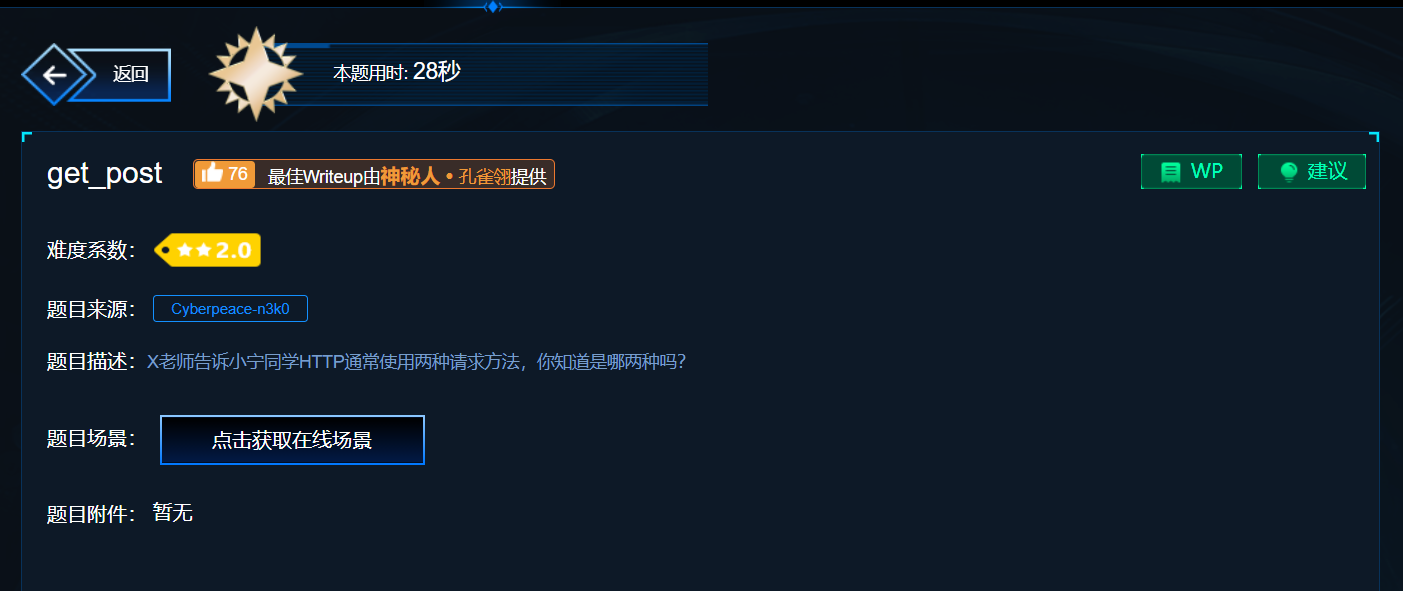 返回
本题用时: 28秒
get_post
76
最佳Writeup由神秘人 • 孔雀翎提供
WP
建议
难度系数：
2.0
题目来源：
Cyberpeace-n3k0
题目描述：X老师告诉小宁同学HTTP通常使用两种请求方法，你知道是哪两种吗？
题目场景：
点击获取在线场景
题目附件：
暂无